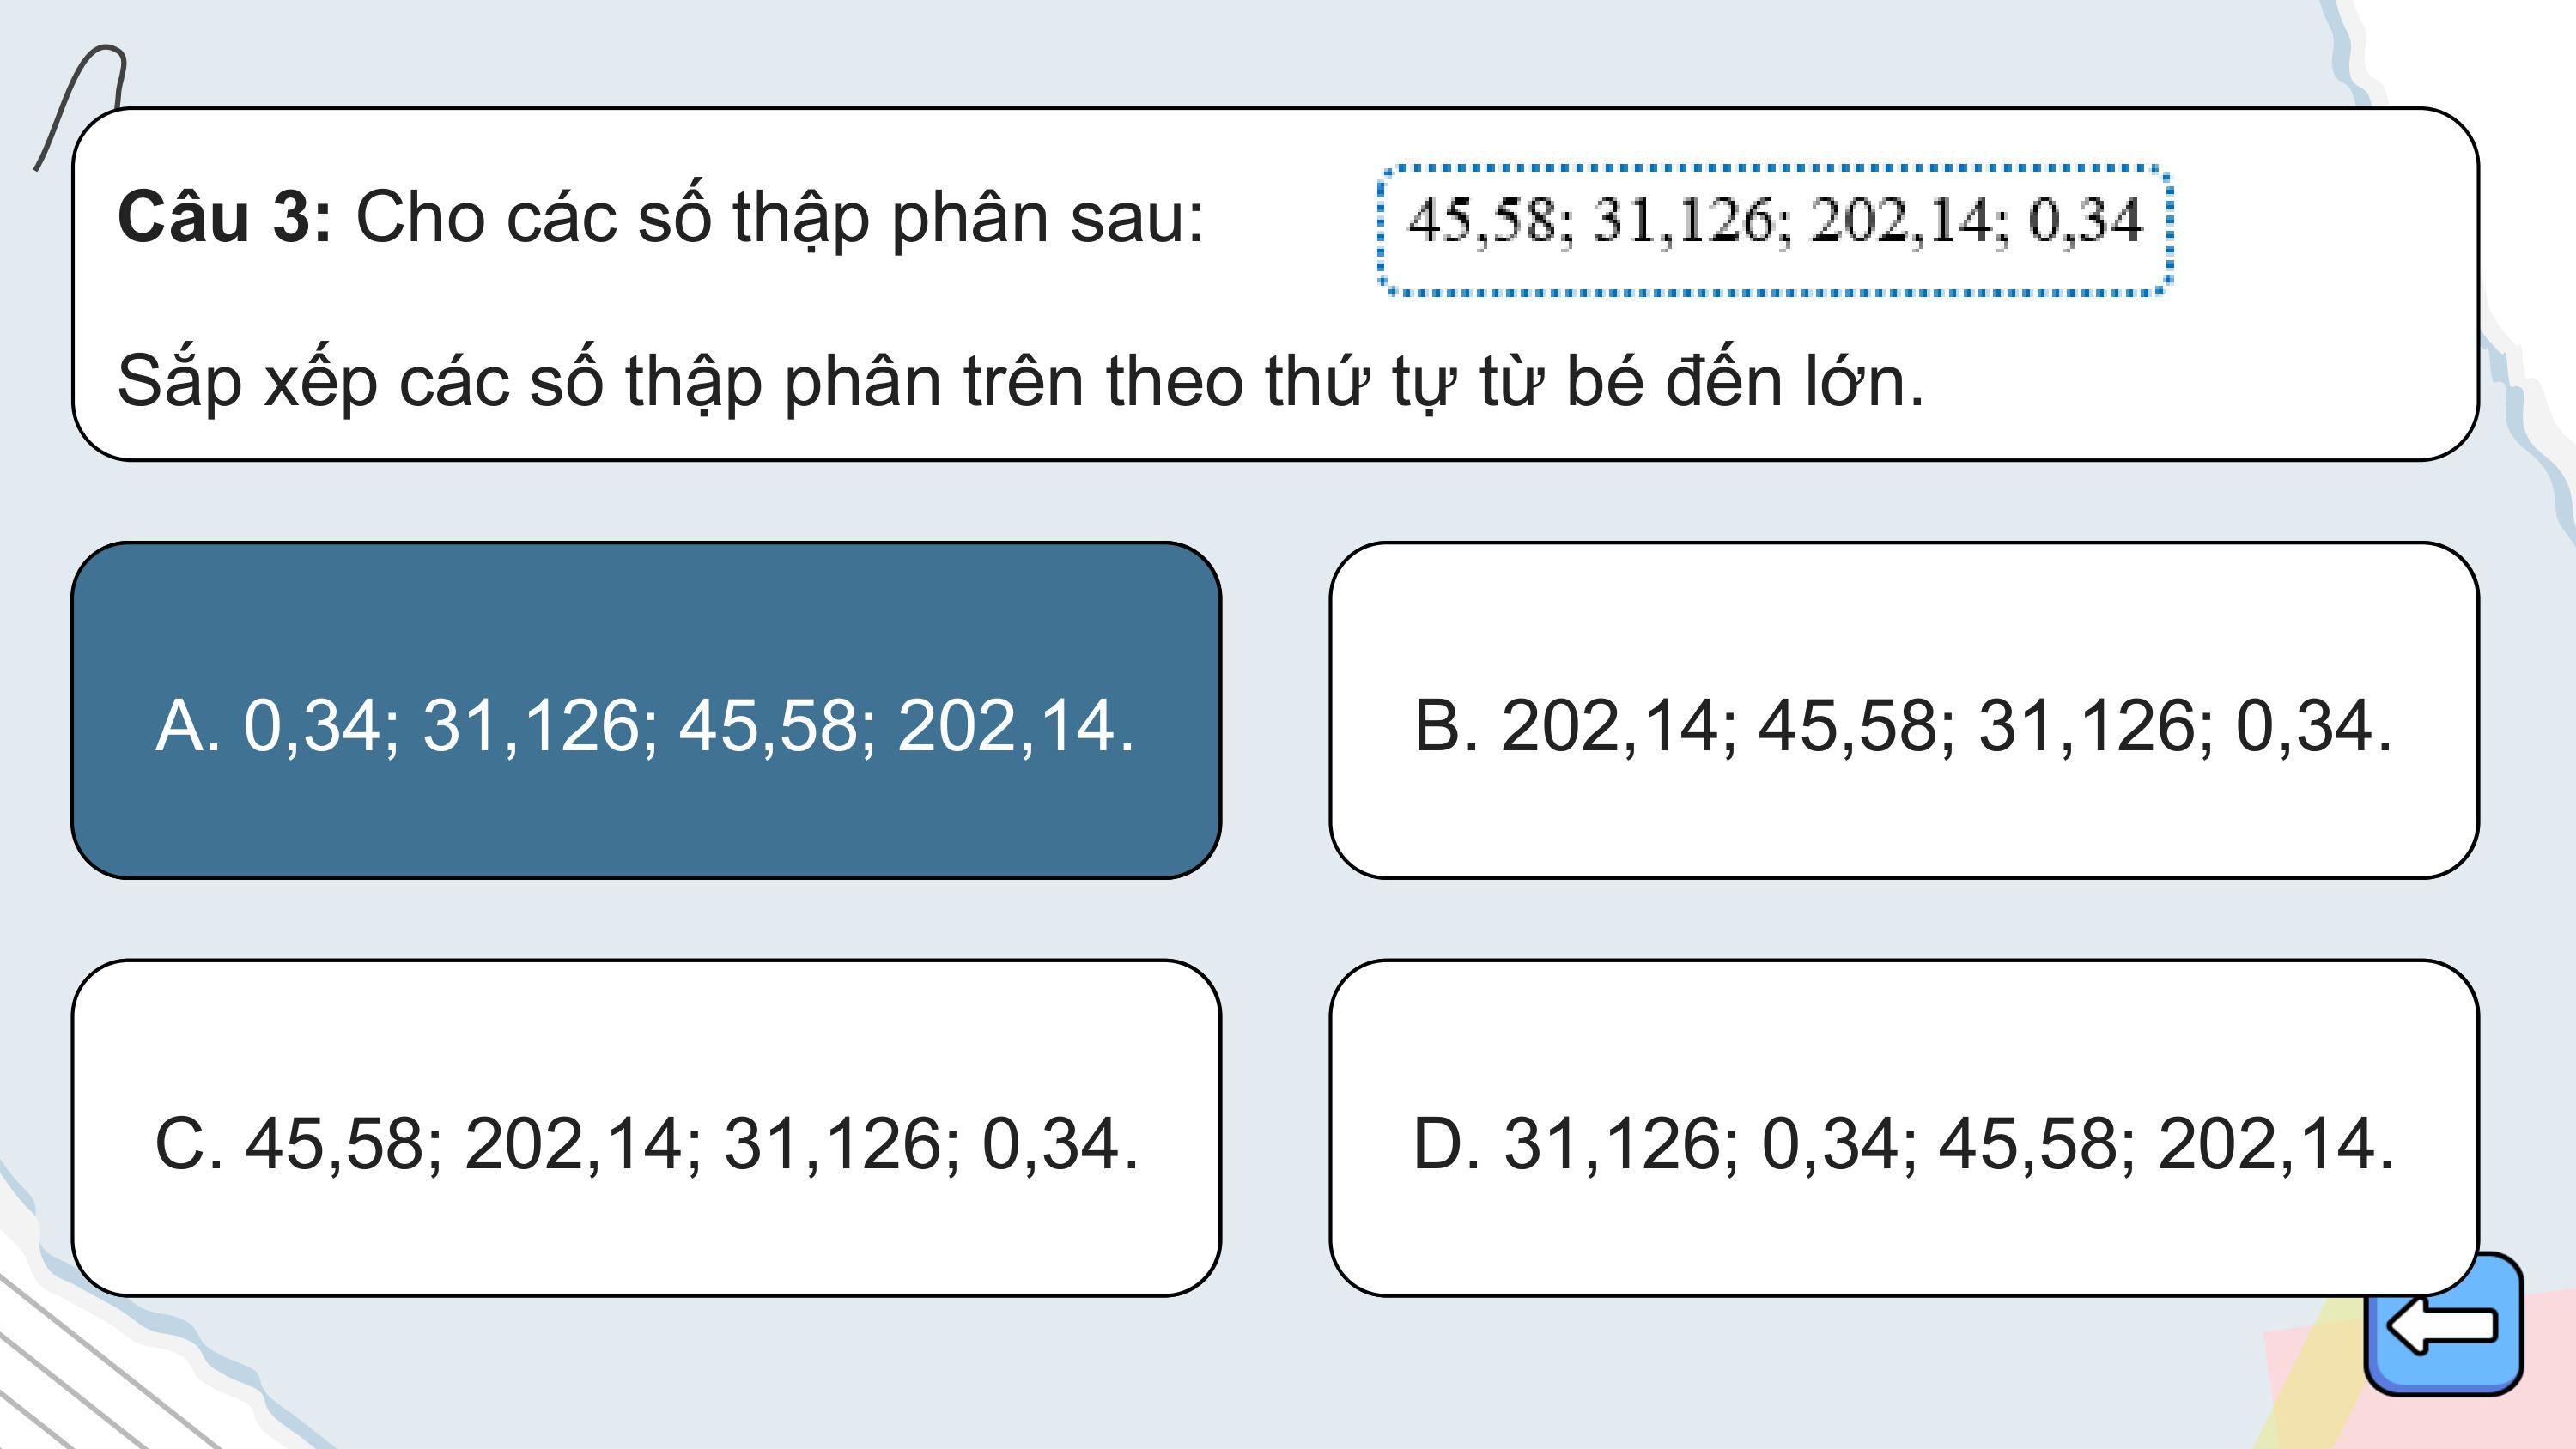 Câu 3: Cho các số thập phân sau: 45,58; 31,126; 202,14; 0,34
Sắp xếp các số thập phân trên theo thứ tự từ bé đến lớn.
A. 0,34; 31,126; 45,58; 202,14.
B. 202,14; 45,58; 31,126; 0,34.
C. 45,58; 202,14; 31,126; 0,34.
D. 31,126; 0,34; 45,58; 202,14.